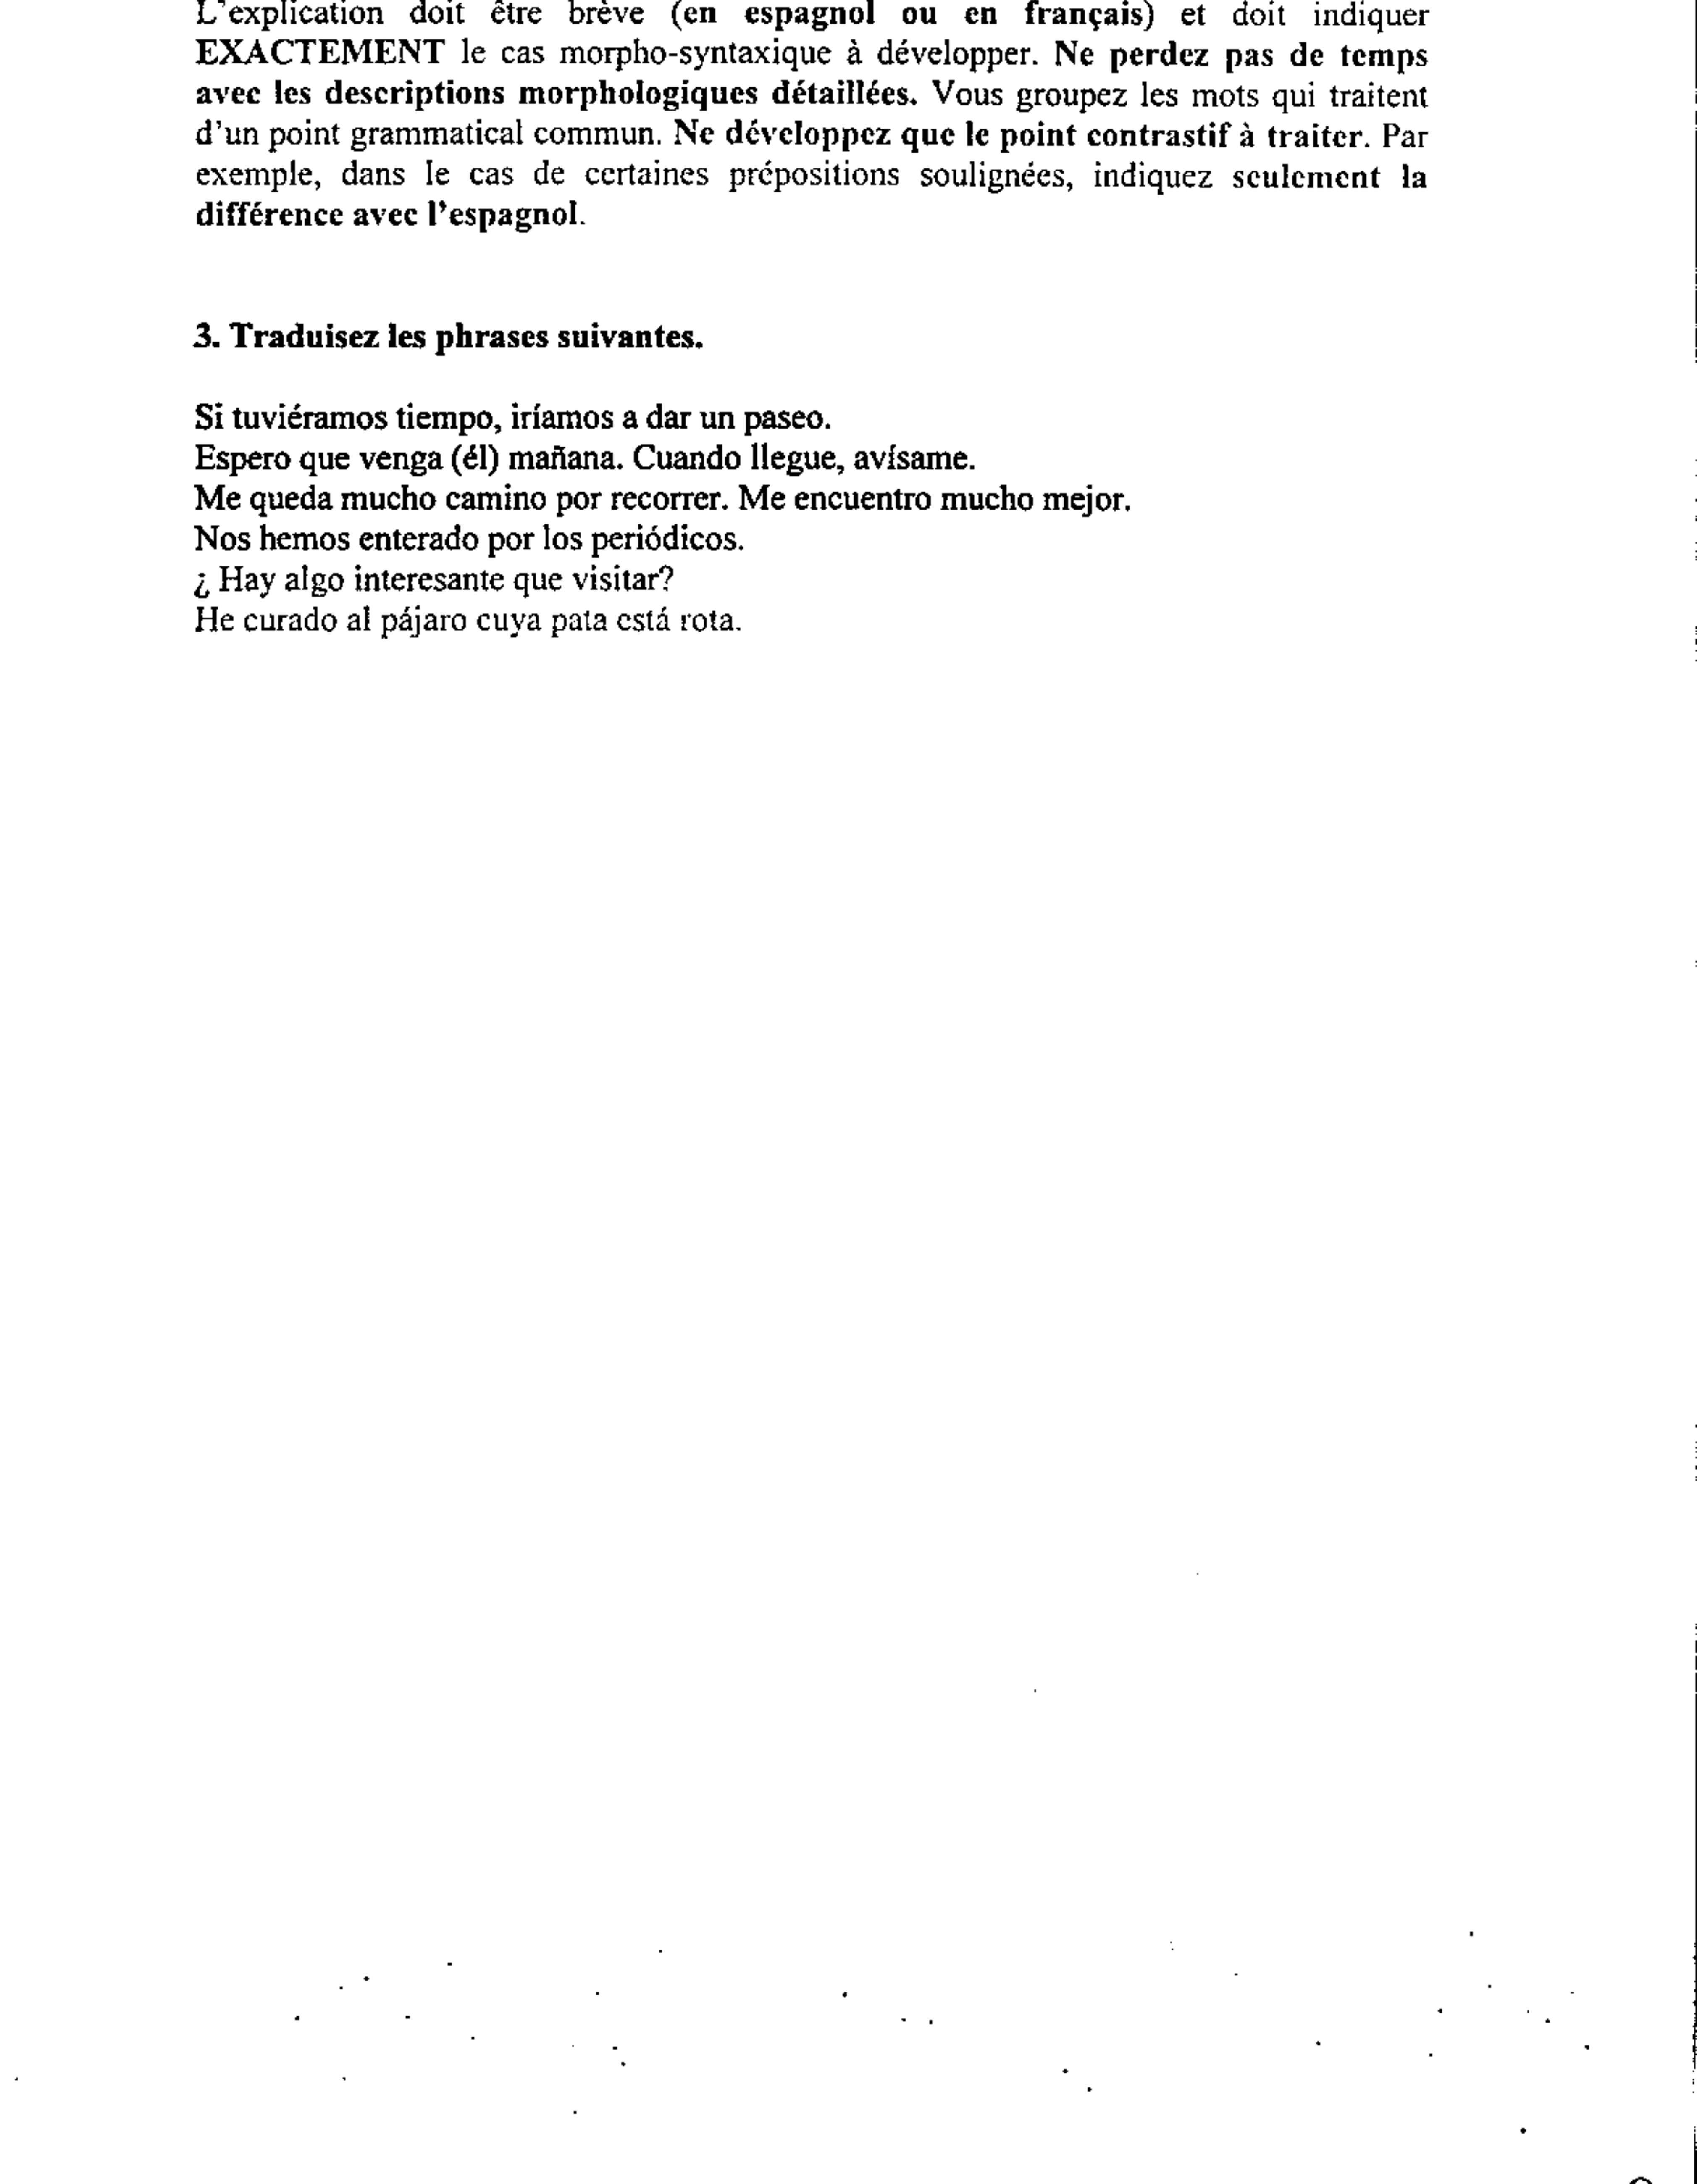 L'explication doit être brève (en espagnol ou en français) et doit indiquer
EXACTEMENT le cas morpho-syntaxique à développer. Ne perdez pas de temps
avec les descriptions morphologiques détaillées. Vous groupez les mots qui traitent
d'un point grammatical commun. Ne développez que le point contrastif à traiter. Par
exemple, dans le cas de certaines prépositions soulignées, indiquez seulement la
différence avec l'espagnol.
3. Traduisez les phrases suivantes.
Si tuviéramos tiempo, iríamos a dar un paseo.
Espero que venga (él) mañana. Cuando llegue, avísame.
Me queda mucho camino por recorrer. Me encuentro mucho mejor.
Nos hemos enterado por los periódicos.
¿ Hay algo interesante que visitar?
He curado al pájaro cuya pata está rota.